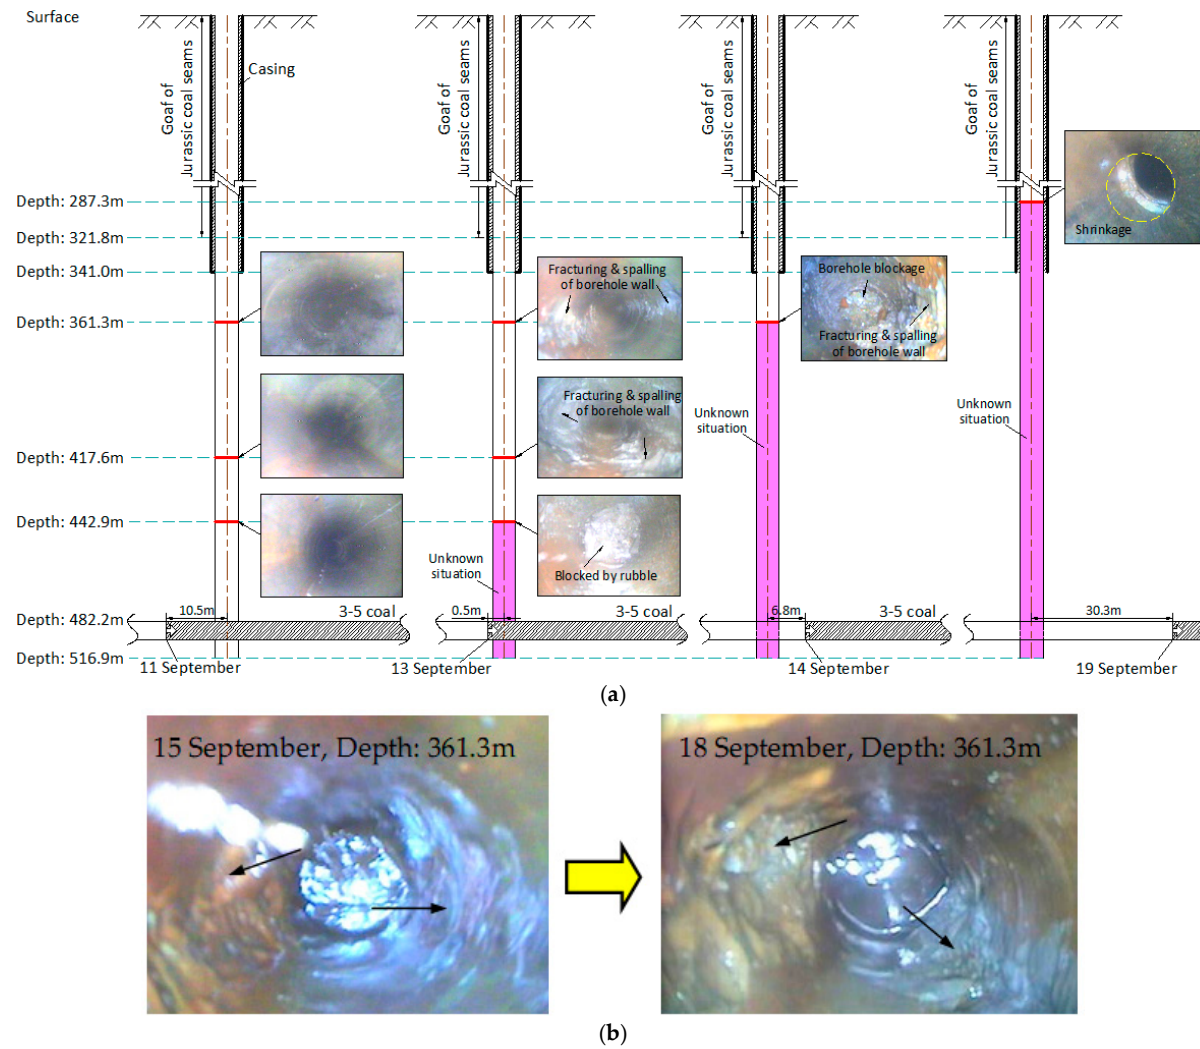 Surface
Casing
Goaf of
Jurassic coal seams
Goaf of
Jurassic coal seams
Goaf of
Jurassic coal seams
Goaf of
Jurassic coal seams
Depth: 287.3m
Depth: 321.8m
Depth: 341.0m
Depth: 361.3m
Depth: 417.6m
Depth: 442.9m
Depth: 482.2m
Depth: 516.9m
Shrinkage
Fracturing & spalling
of borehole wall
Borehole blockage
Fracturing & spalling
of borehole wall
Fracturing & spalling
of borehole wall
Unknown
situation
Unknown
situation
Unknown
situation
Blocked by rubble
10.5m
3-5 coal
0.5m
3-5 coal
6.8m
3-5 coal
30.3m
11 September
13 September
14 September
19 September
(a)
15 September, Depth: 361.3m
18 September, Depth: 361.3m
(b)